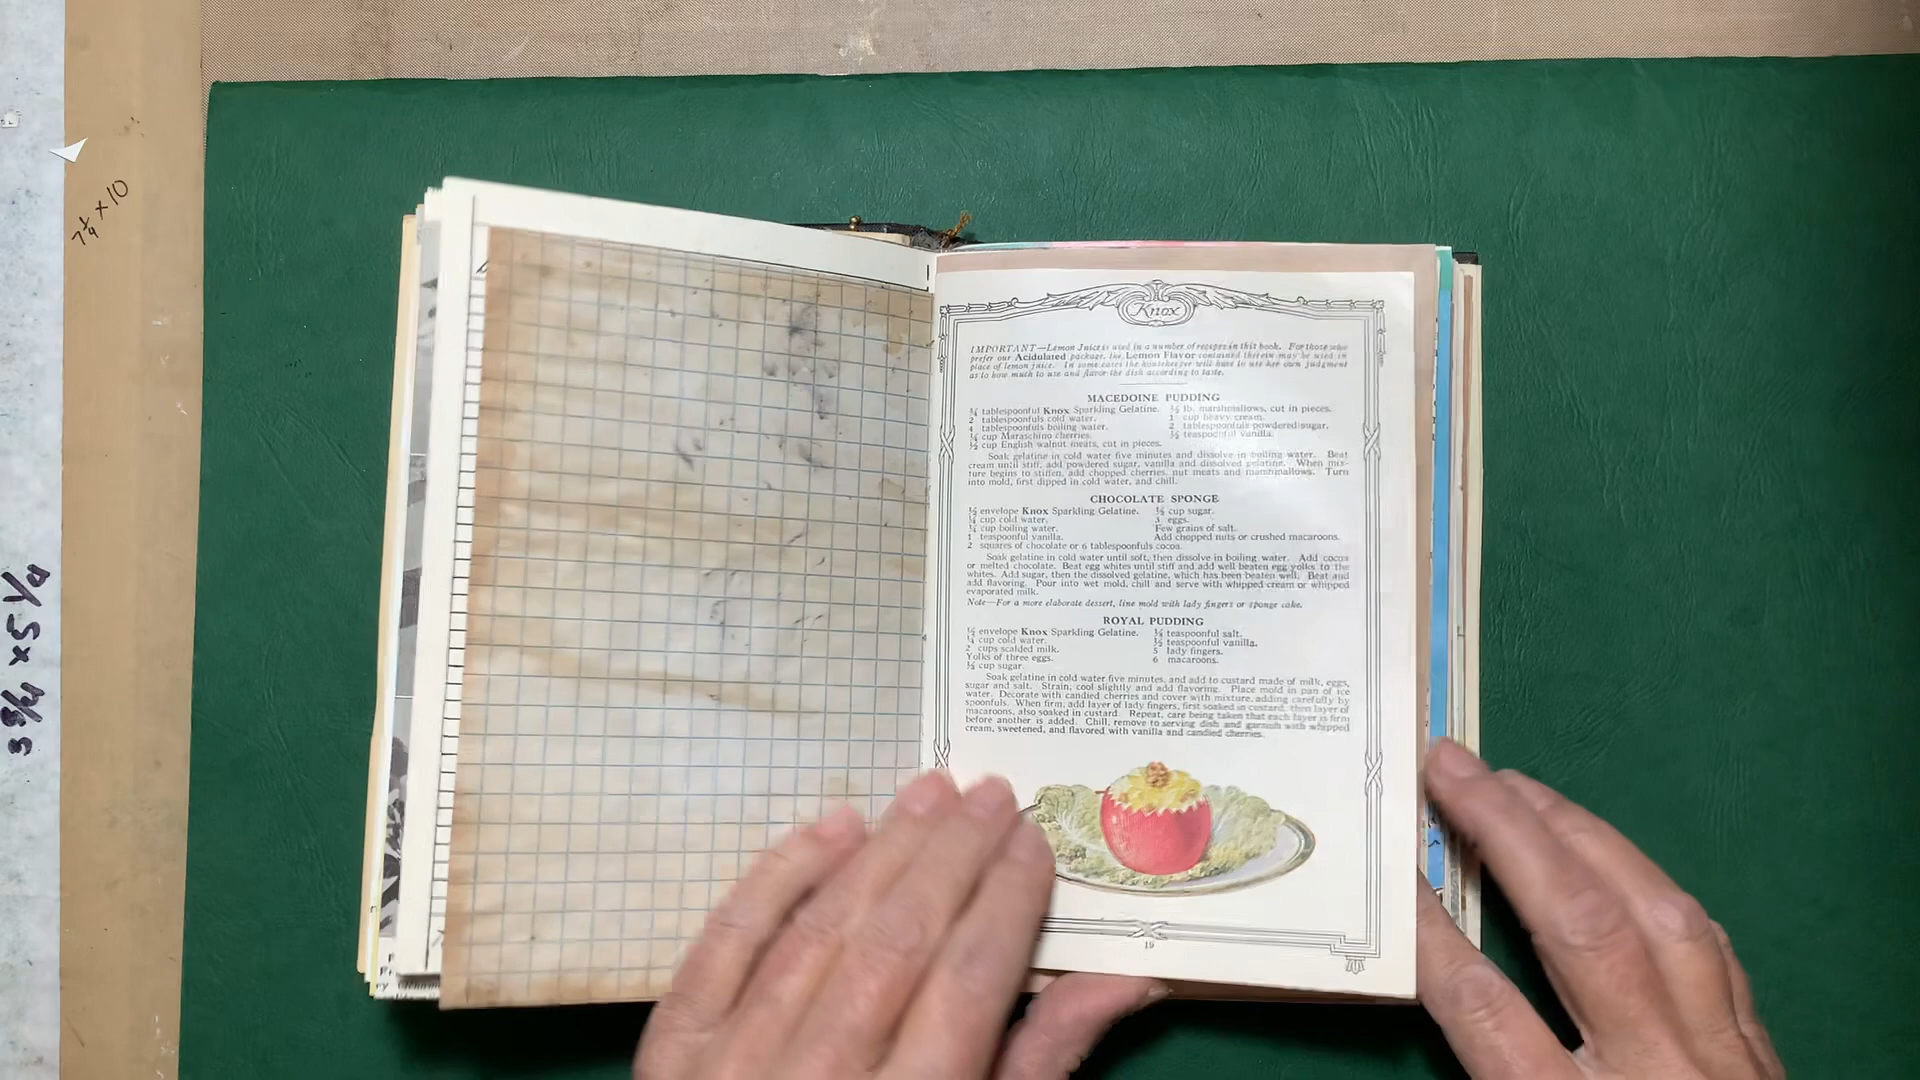 7 1/4 x 10
3 3/4 x 5 1/4
Knox
IMPORTANT—Lemon Juice is used in a number of recipes in this book. For those who
prefer our Acidulated package, the Lemon Flavor contained therein may be used in
place of lemon juice. In some cases the housekeeper will have to use her own judgment
as to how much to use and flavor the dish according to taste.
MACEDOINE PUDDING
¾ tablespoonful Knox Sparkling Gelatine. ½ lb. marshmallows, cut in pieces.
2 tablespoonfuls cold water. 1 cup heavy cream.
4 tablespoonfuls boiling water. 2 tablespoonfuls powdered sugar.
¼ cup Maraschino cherries. ½ teaspoonful vanilla.
½ cup English walnut meats, cut in pieces.
Soak gelatine in cold water five minutes and dissolve in boiling water. Beat
cream until stiff, add powdered sugar, vanilla and dissolved gelatine. When mix-
ture begins to stiffen, add chopped cherries, nut meats and marshmallows. Turn
into mold, first dipped in cold water, and chill.
CHOCOLATE SPONGE
½ envelope Knox Sparkling Gelatine. ⅓ cup sugar.
¼ cup cold water. 3 eggs.
¼ cup boiling water. Few grains of salt.
1 teaspoonful vanilla. Add chopped nuts or crushed macaroons.
2 squares of chocolate or 6 tablespoonfuls cocoa.
Soak gelatine in cold water until soft, then dissolve in boiling water. Add cocoa
or melted chocolate. Beat egg whites until stiff and add well beaten egg yolks to the
whites. Add sugar, then the dissolved gelatine, which has been beaten well. Beat and
add flavoring. Pour into wet mold, chill and serve with whipped cream or whipped
evaporated milk.
Note—For a more elaborate dessert, line mold with lady fingers or sponge cake.
ROYAL PUDDING
½ envelope Knox Sparkling Gelatine. ¼ teaspoonful salt.
¼ cup cold water. ½ teaspoonful vanilla.
2 cups scalded milk. 5 lady fingers.
Yolks of three eggs. 6 macaroons.
⅓ cup sugar.
Soak gelatine in cold water five minutes, and add to custard made of milk, eggs,
sugar and salt. Strain, cool slightly and add flavoring. Place mold in pan of ice
water. Decorate with candied cherries and cover with mixture, adding carefully by
spoonfuls. When firm, add layer of lady fingers, first soaked in custard, then layer of
macaroons, also soaked in custard. Repeat, care being taken that each layer is firm
before another is added. Chill, remove to serving dish and garnish with whipped
cream, sweetened, and flavored with vanilla and candied cherries.
19